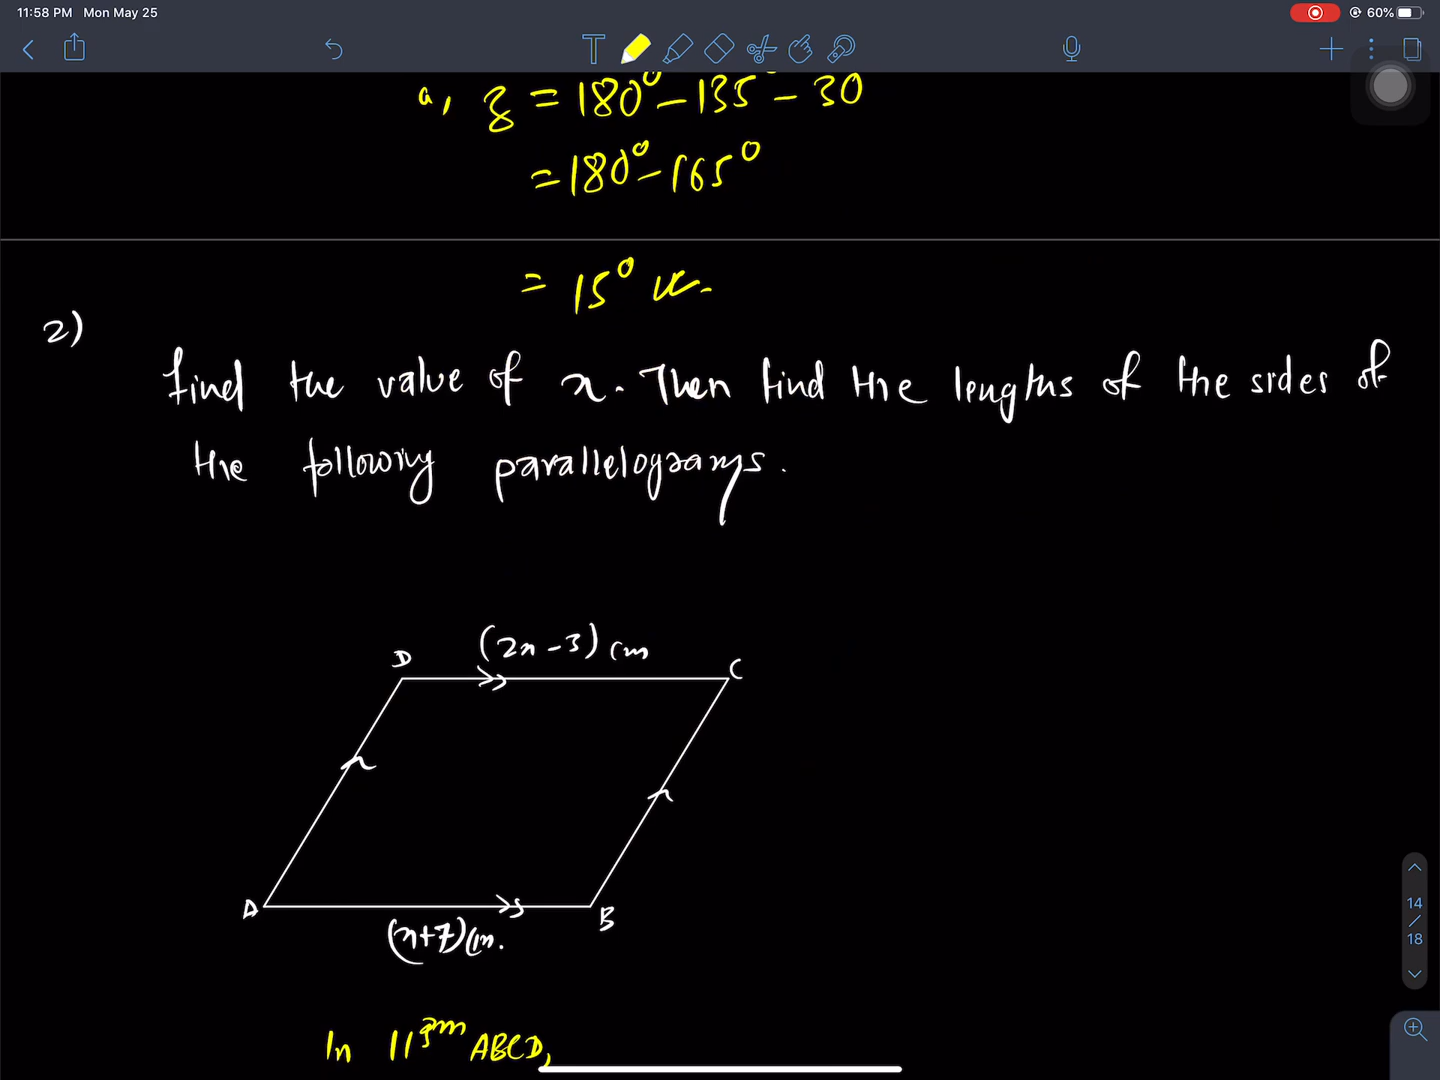 11:58 PM Mon May 25
60%
a, z = 180° - 135° - 30
= 180° - 165°
= 15°
2)
find the value of x. Then find the lengths of the sides of
the following parallelograms.
(2x - 3) cm
D
C
A
B
(x+7) cm.
In 11gm ABCD,
14
/
18